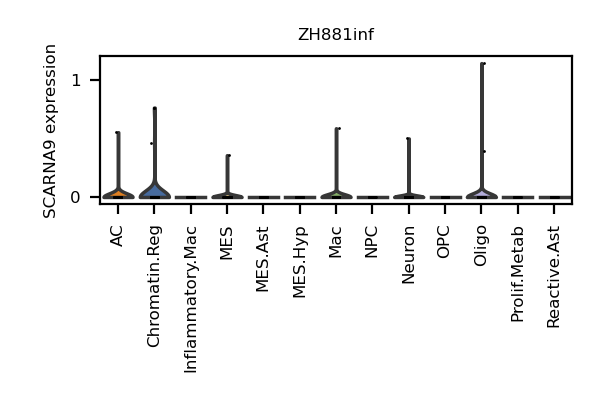 ZH881inf
SCARNA9 expression
1
0
AC
Chromatin.Reg
Inflammatory.Mac
MES
MES.Ast
MES.Hyp
Mac
NPC
Neuron
OPC
Oligo
Prolif.Metab
Reactive.Ast